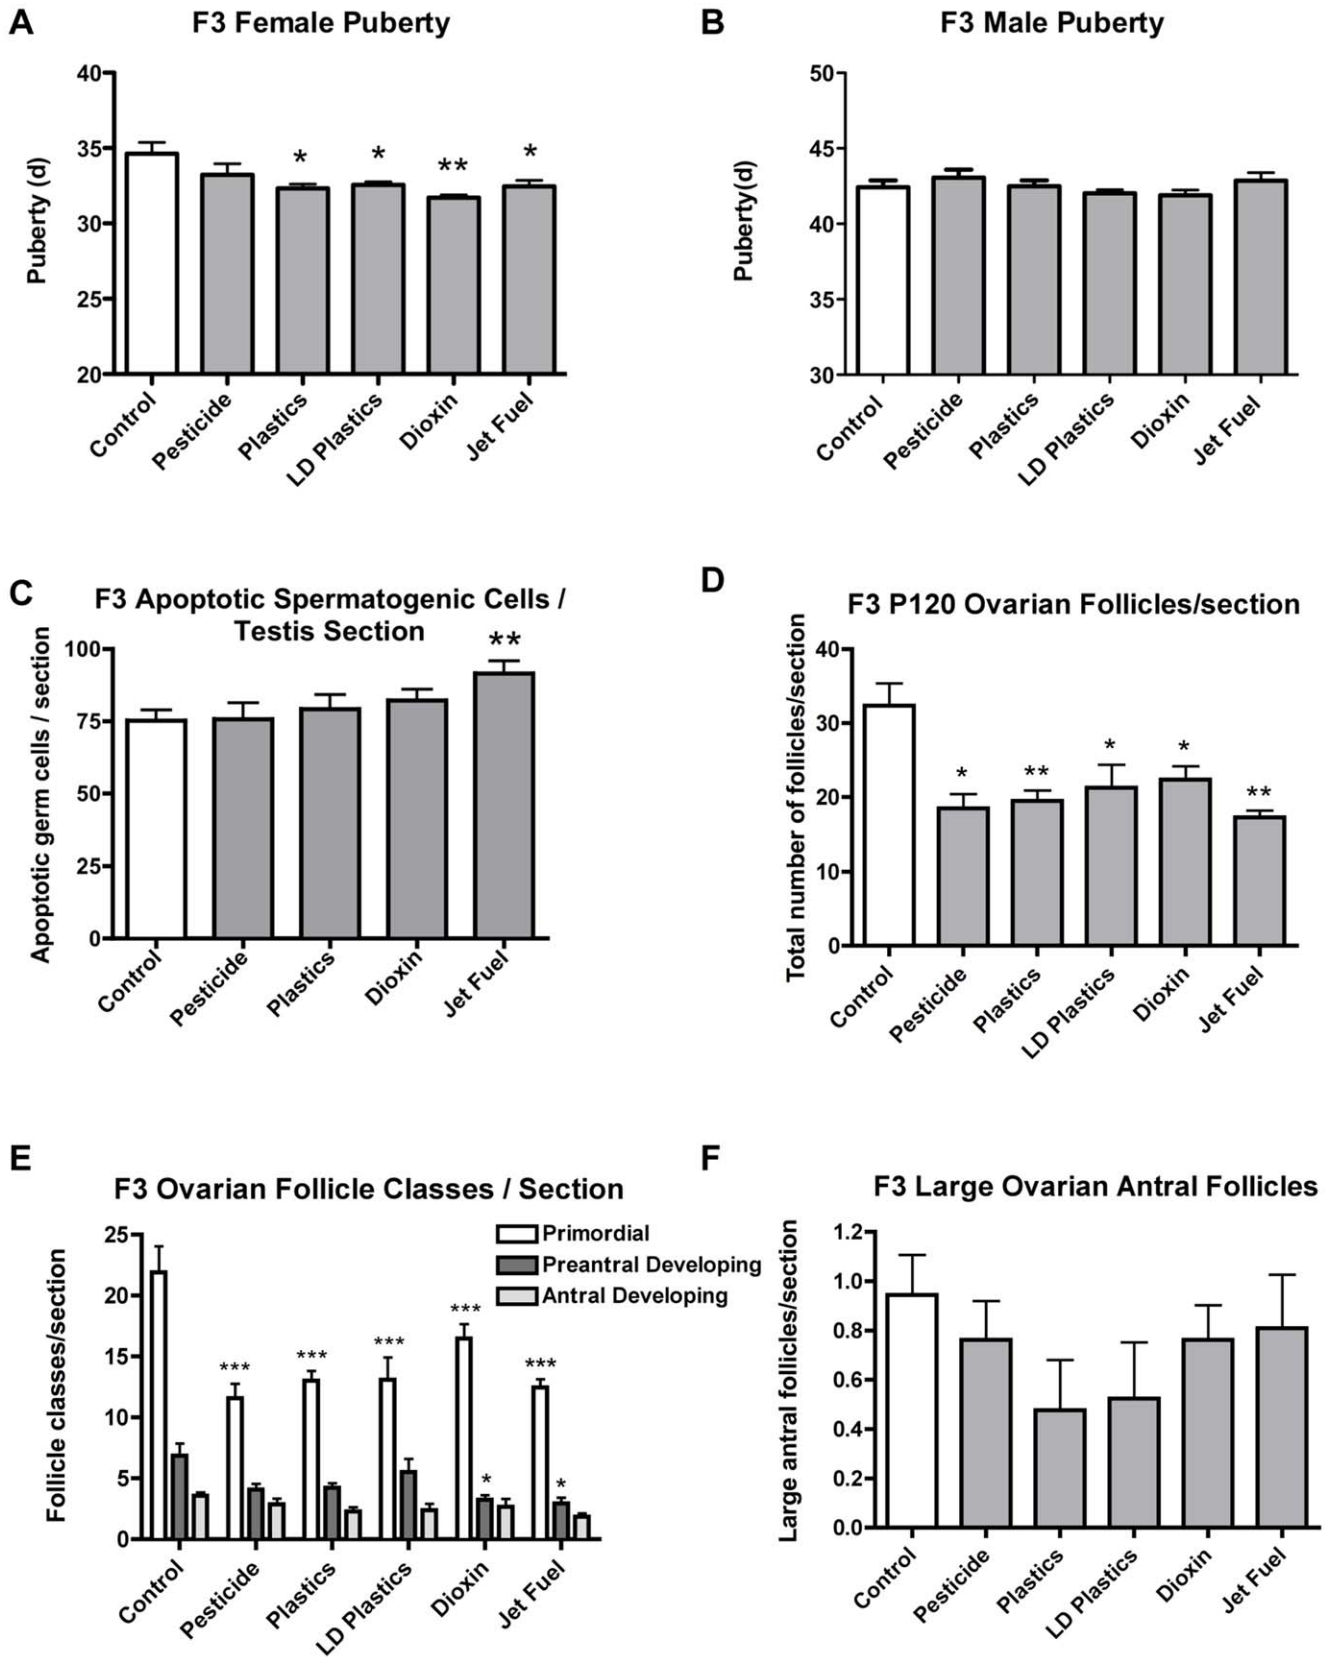 A
F3 Female Puberty
Puberty (d)
40
35
30
25
20
*
*
**
*
Control
Pesticide
Plastics
LD Plastics
Dioxin
Jet Fuel
B
F3 Male Puberty
Puberty(d)
50
45
40
35
30
Control
Pesticide
Plastics
LD Plastics
Dioxin
Jet Fuel
C
F3 Apoptotic Spermatogenic Cells /
Testis Section
Apoptotic germ cells / section
100
75
50
25
0
**
Control
Pesticide
Plastics
Dioxin
Jet Fuel
D
F3 P120 Ovarian Follicles/section
Total number of follicles/section
40
30
20
10
0
*
**
*
*
**
Control
Pesticide
Plastics
LD Plastics
Dioxin
Jet Fuel
E
F3 Ovarian Follicle Classes / Section
Follicle classes/section
25
20
15
10
5
0
Primordial
Preantral Developing
Antral Developing
***
***
***
***
*
***
*
Control
Pesticide
Plastics
LD Plastics
Dioxin
Jet Fuel
F
F3 Large Ovarian Antral Follicles
Large antral follicles/section
1.2
1.0
0.8
0.6
0.4
0.2
0.0
Control
Pesticide
Plastics
LD Plastics
Dioxin
Jet Fuel